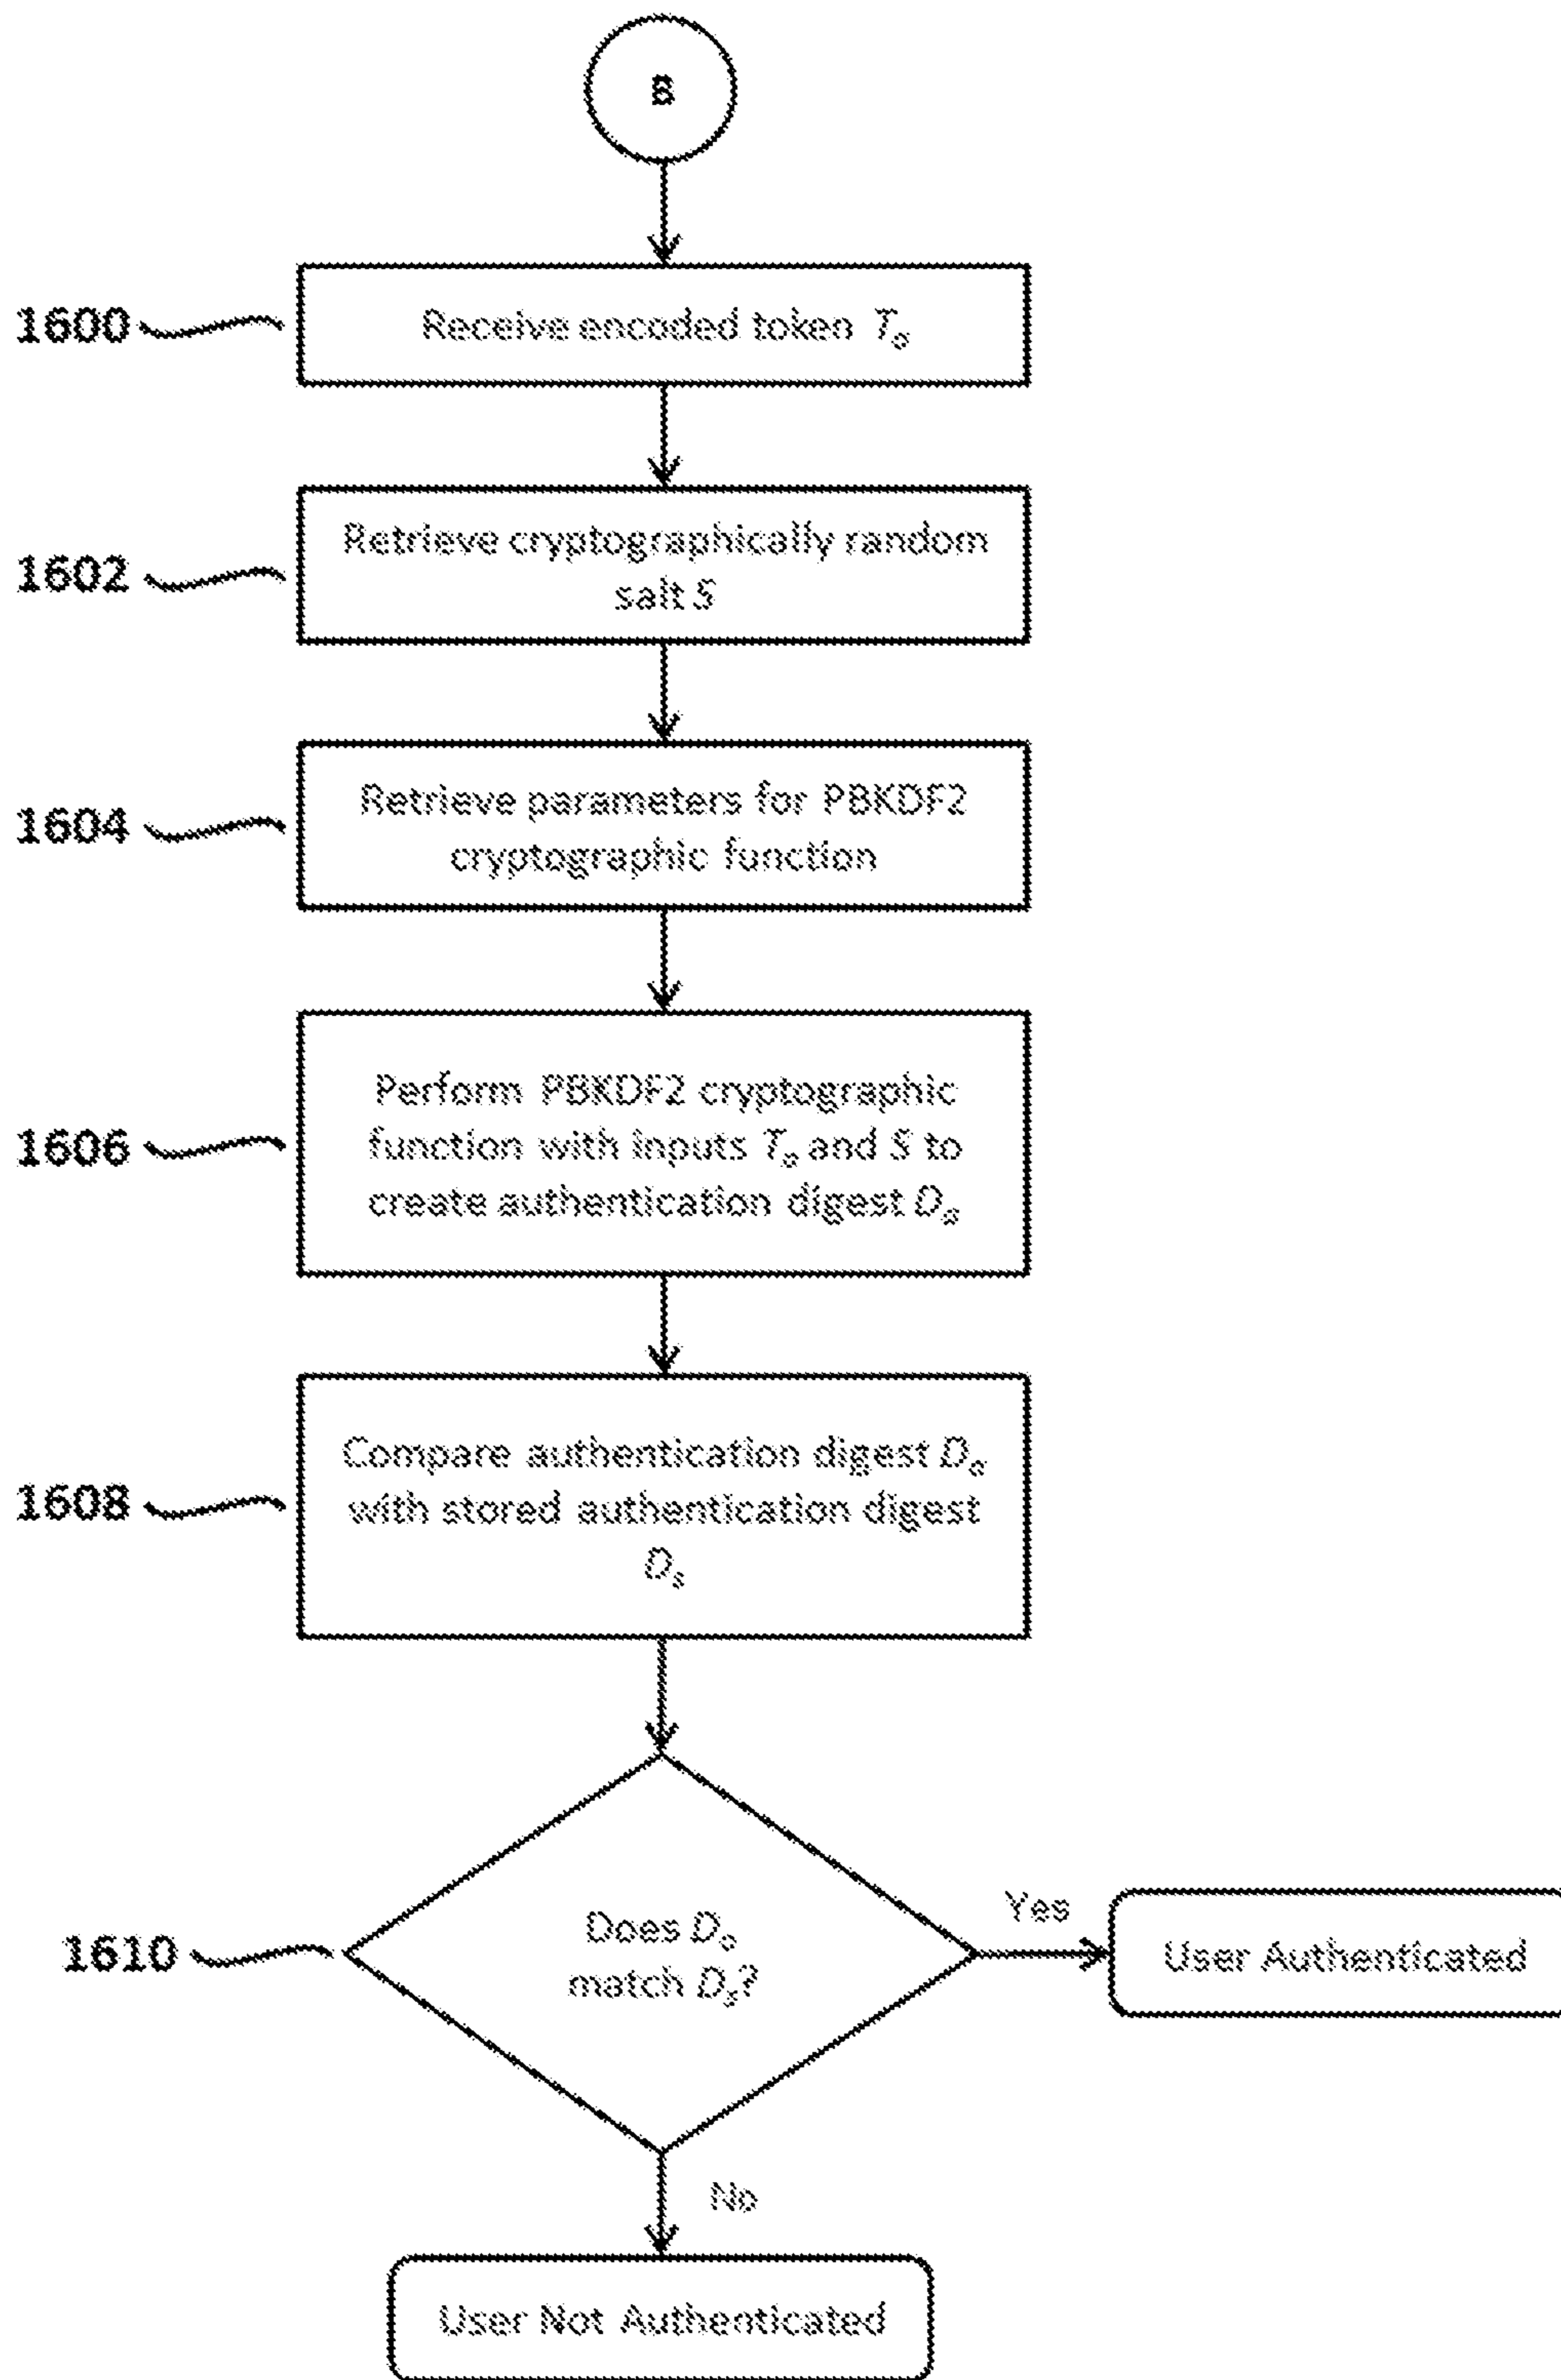 B
1600
Receive encoded token Tₒ
1602
Retrieve cryptographically random
salt S
1604
Retrieve parameters for PBKDF2
cryptographic function
1606
Perform PBKDF2 cryptographic
function with inputs Tₒ and S to
create authentication digest Dₒ
1608
Compare authentication digest Dₒ
with stored authentication digest
Dₛ
1610
Does Dₒ
match Dₛ?
Yes
User Authenticated
No
User Not Authenticated